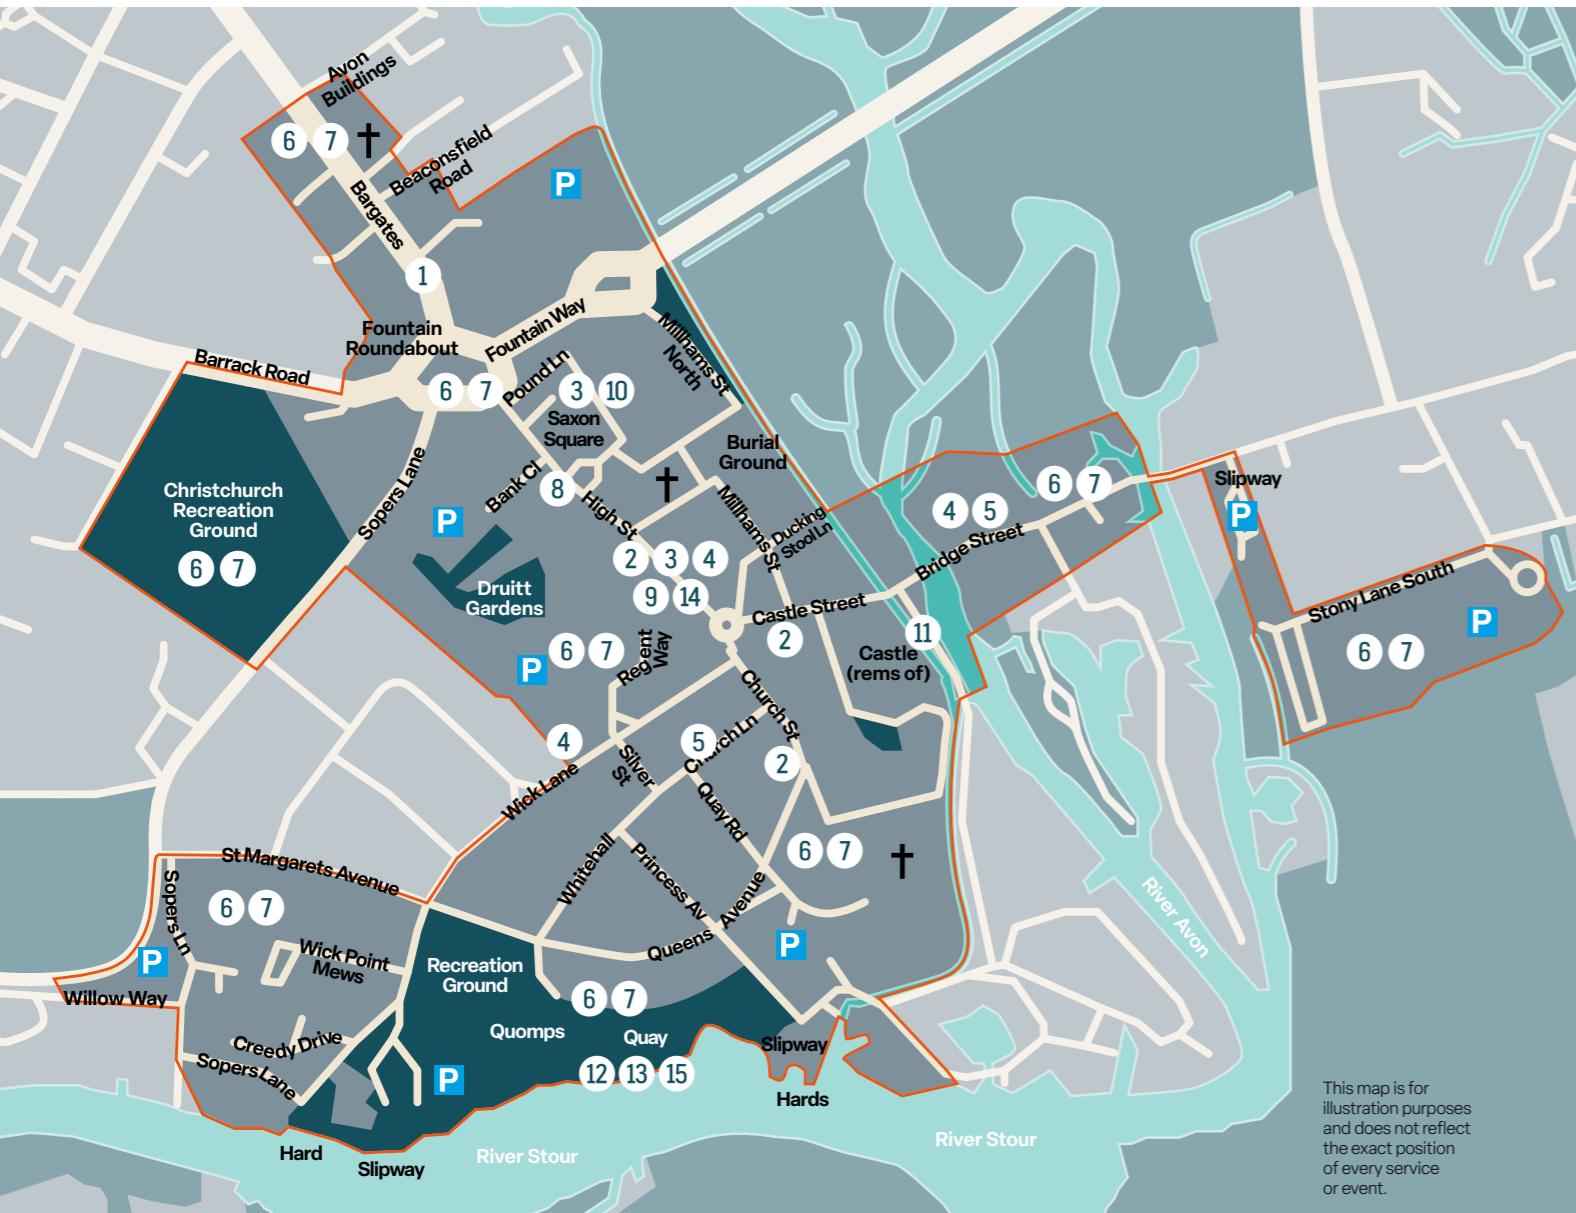 Avon
Buildings
6 7
Beaconsfield
Road
P
Bargates
1
Fountain
Roundabout
Fountain Way
Millhams St
North
Barrack Road
6 7
Pound Ln
3 10
Saxon
Square
Burial
Ground
Sopers Lane
Bank Cl
8
High St
Christchurch
Recreation
Ground
6 7
P
Millhams St
Ducking
Stool Ln
4 5
6 7
Bridge Street
Slipway
P
2 3 4
9 14
Druitt
Gardens
Castle Street
2
11
Castle
(rems of)
Stony Lane South
P
6 7
6 7
P
Regent
Way
Church St
4
5
Church Ln
2
Silver
St
Wick Lane
Quay Rd
6 7
Whitehall
Princess Av
Queens Avenue
P
St Margarets Avenue
Sopers Ln
6 7
P
Wick Point
Mews
Willow Way
Recreation
Ground
6 7
Quomps
Quay
12 13 15
Creedy Drive
Sopers Lane
P
Slipway
Hards
Hard
Slipway
River Stour
River Stour
River Avon
This map is for
illustration purposes
and does not reflect
the exact position
of every service
or event.